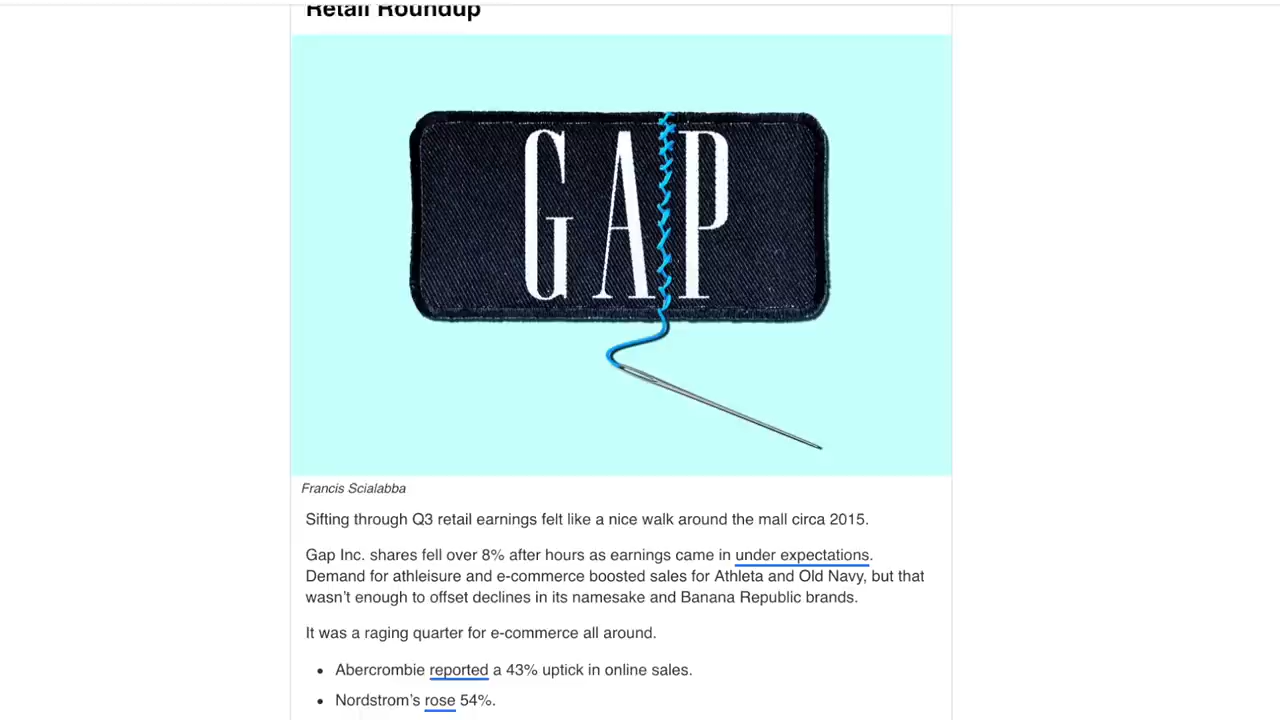 Retail Roundup
GAP
Francis Scialabba
Sifting through Q3 retail earnings felt like a nice walk around the mall circa 2015.
Gap Inc. shares fell over 8% after hours as earnings came in under expectations.
Demand for athleisure and e-commerce boosted sales for Athleta and Old Navy, but that
wasn't enough to offset declines in its namesake and Banana Republic brands.
It was a raging quarter for e-commerce all around.
• Abercrombie reported a 43% uptick in online sales.
• Nordstrom's rose 54%.